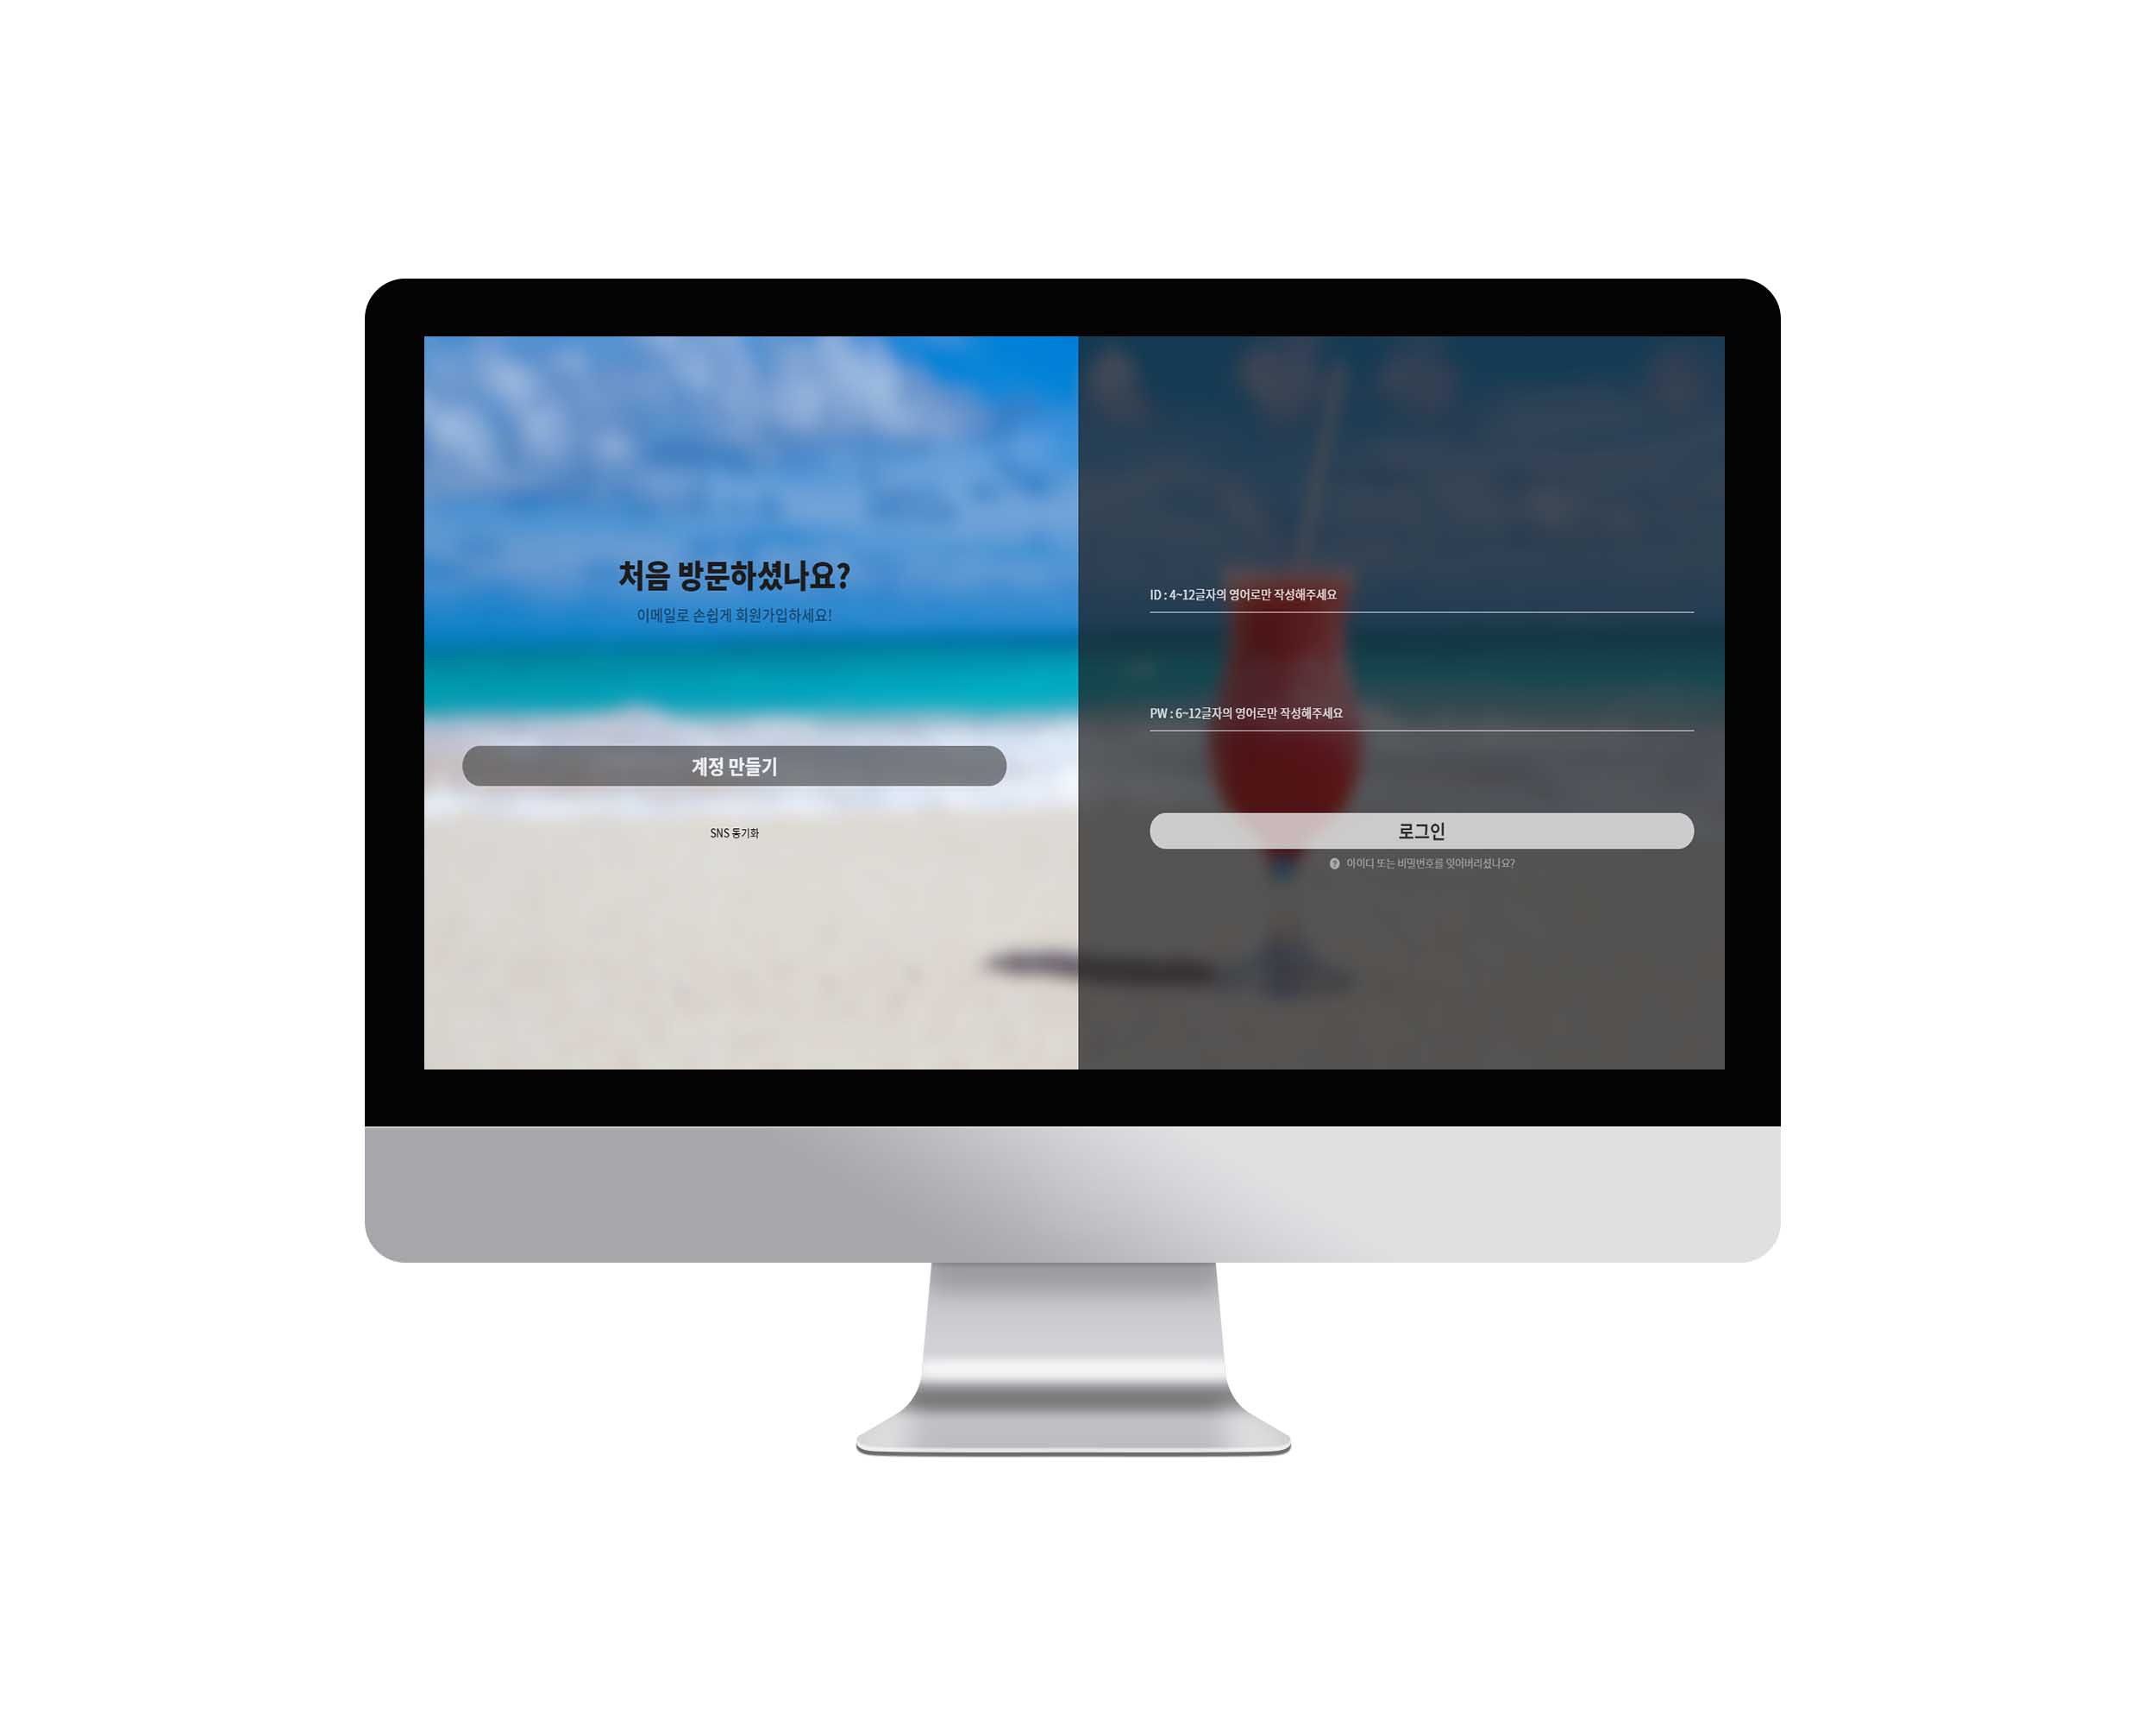 처음 방문하셨나요?
이메일로 손쉽게 회원가입하세요!
계정 만들기
SNS 동기화
ID : 4~12글자의 영어로만 작성해주세요
PW : 6~12글자의 영어로만 작성해주세요
로그인
? 아이디 또는 비밀번호를 잊어버리셨나요?